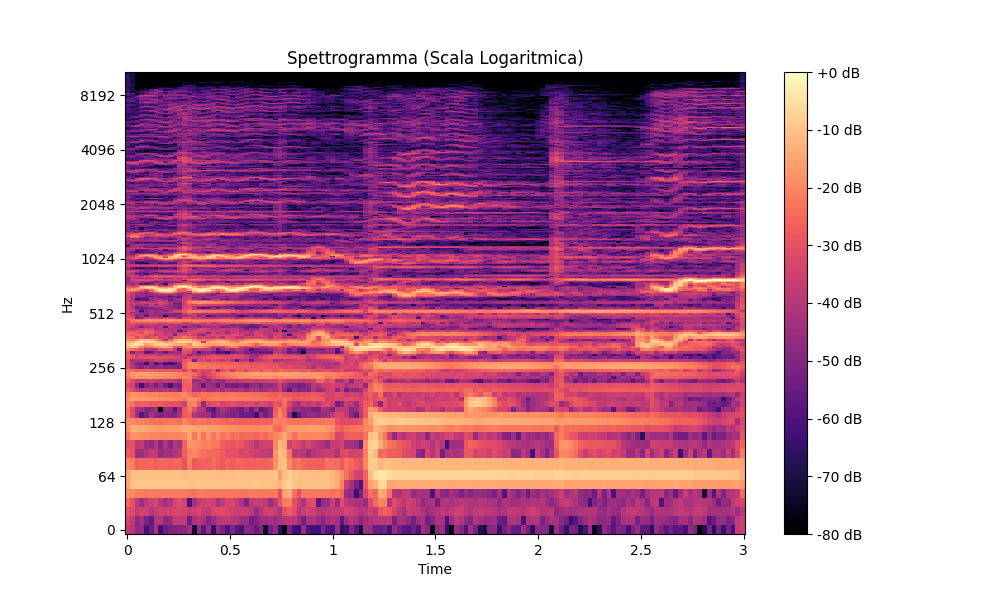 Spettrogramma (Scala Logaritmica)
Hz
8192
4096
2048
1024
512
256
128
64
0
0 0.5 1 1.5 2 2.5 3
Time
+0 dB
-10 dB
-20 dB
-30 dB
-40 dB
-50 dB
-60 dB
-70 dB
-80 dB